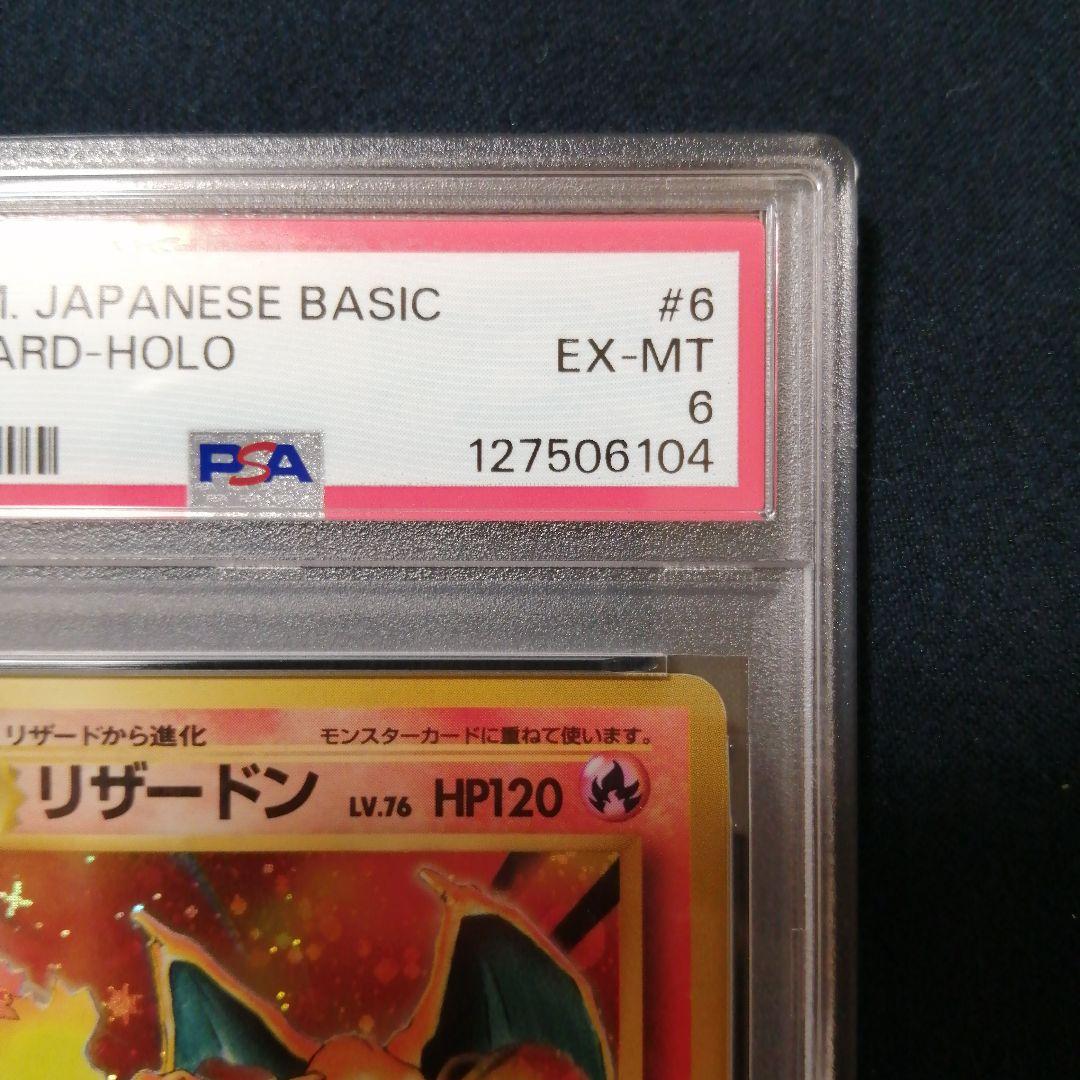 JAPANESE BASIC #6
ARD-HOLO EX-MT
6
PSA 127506104
リザードから進化 モンスターカードに重ねて使います。
リザードン LV.76 HP120